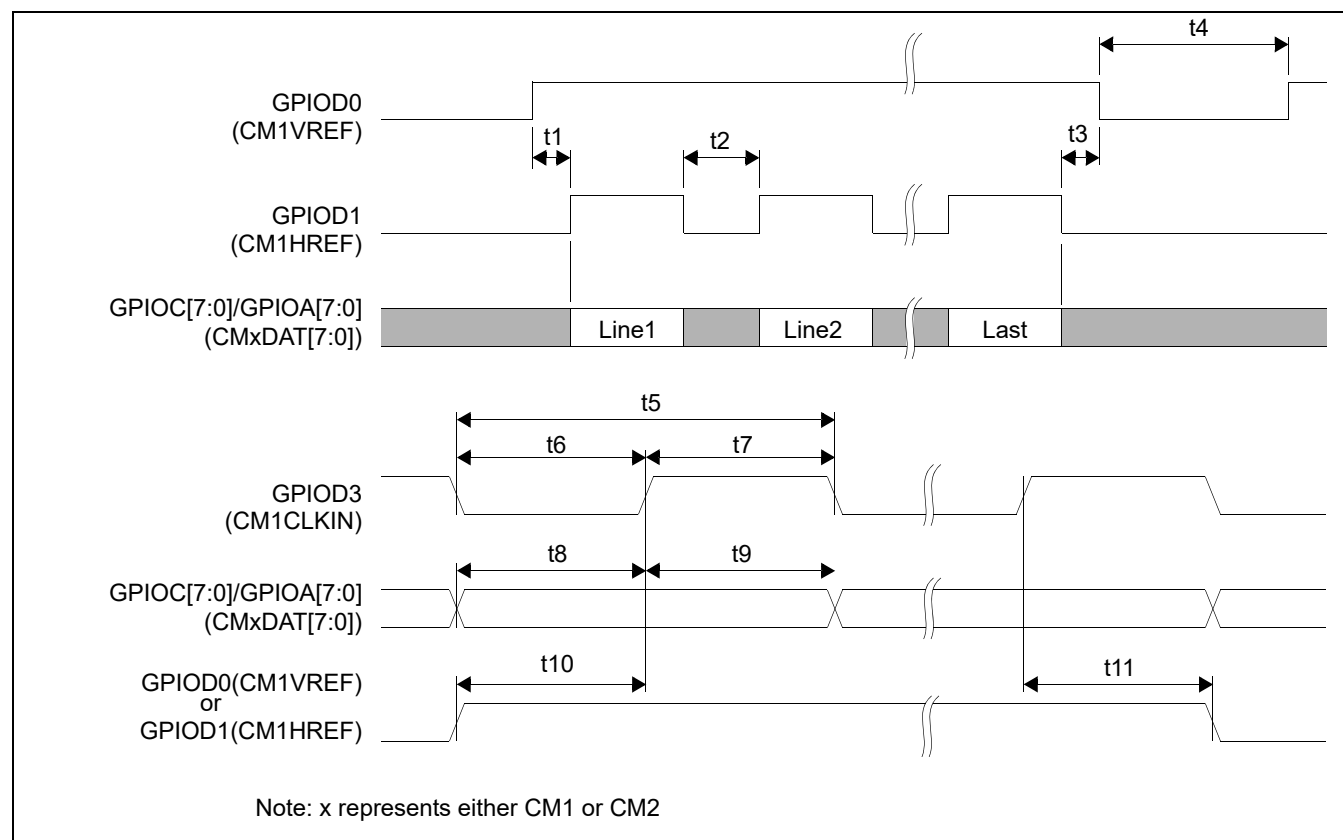 t4
GPIOD0
(CM1VREF)
t1
t2
t3
GPIOD1
(CM1HREF)
GPIOC[7:0]/GPIOA[7:0]
(CMxDAT[7:0])
Line1
Line2
Last
t5
t6
t7
GPIOD3
(CM1CLKIN)
t8
t9
GPIOC[7:0]/GPIOA[7:0]
(CMxDAT[7:0])
t10
t11
GPIOD0(CM1VREF)
or
GPIOD1(CM1HREF)
Note: x represents either CM1 or CM2